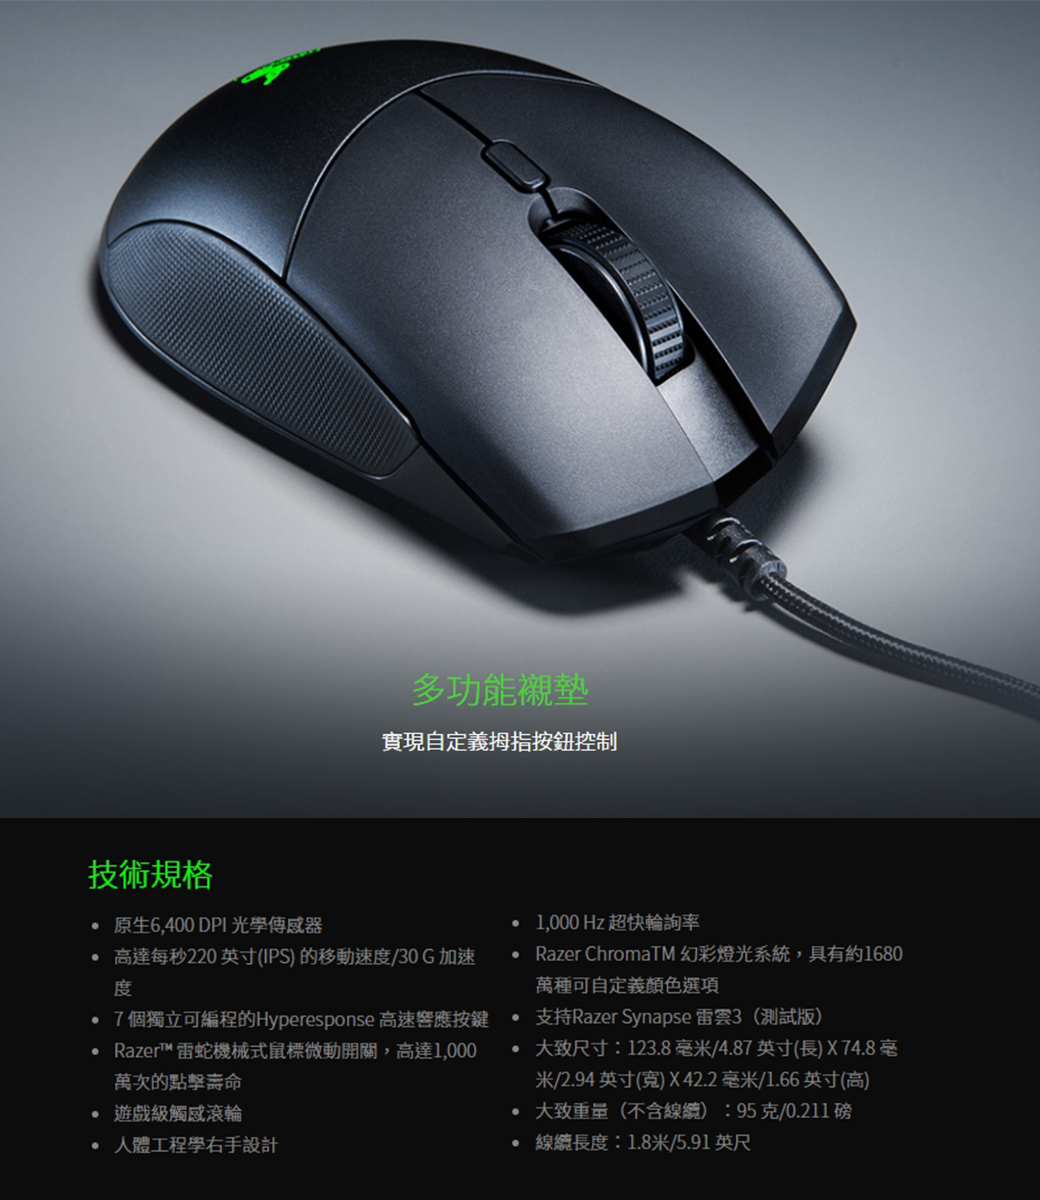 多功能襯墊
實現自定義拇指按鈕控制
技術規格
• 原生6,400 DPI 光學傳感器
• 高達每秒220 英寸(IPS) 的移動速度/30 G 加速
度
• 7 個獨立可編程的Hyperesponse 高速響應按鍵
• Razer™ 雷蛇機械式鼠標微動開關，高達1,000
萬次的點擊壽命
• 遊戲級觸感滾輪
• 人體工程學右手設計
• 1,000 Hz 超快輪詢率
• Razer ChromaTM 幻彩燈光系統，具有約1680
萬種可自定義顏色選項
• 支持Razer Synapse 雷雲3（測試版）
• 大致尺寸：123.8 毫米/4.87 英寸(長) X 74.8 毫
米/2.94 英寸(寬) X 42.2 毫米/1.66 英寸(高)
• 大致重量（不含線纜）：95 克/0.211 磅
• 線纜長度：1.8米/5.91 英尺